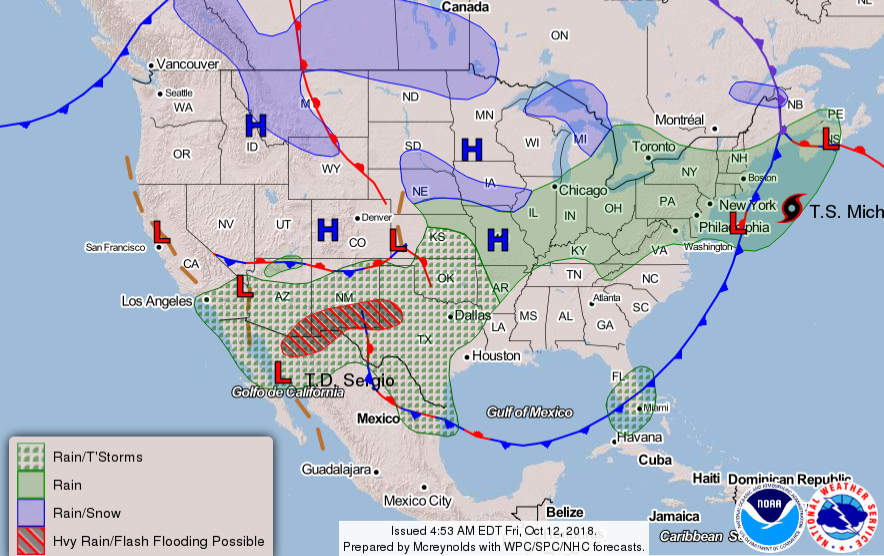 Canada
ON
Vancouver
Seattle
WA
ND
MN
Montréal
NB
PE
NS
L
H
ID
OR
SD
H
WI
MI
Toronto
NH
WY
Boston
NY
NE
IA
Chicago
PA
New York
T.S. Mich
NV
UT
H
Denver
CO
L
KS
H
IL
IN
OH
L
Philadelphia
L
San Francisco
CA
KY
VA
Washington
L
AZ
NM
OK
AR
TN
NC
Los Angeles
Atlanta
SC
Dallas
LA
MS
AL
GA
TX
Houston
L
T.D. Sergio
FL
Golfo de California
Miami
Mexico
Gulf of Mexico
Havana
Cuba
Guadalajara
Haiti
Dominican Republic
Mexico City
Belize
Jamaica
Caribbean
Rain/T'Storms
Rain
Rain/Snow
Hvy Rain/Flash Flooding Possible
Issued 4:53 AM EDT Fri, Oct 12, 2018.
Prepared by Mcreynolds with WPC/SPC/NHC forecasts.
NOAA
NATIONAL WEATHER SERVICE